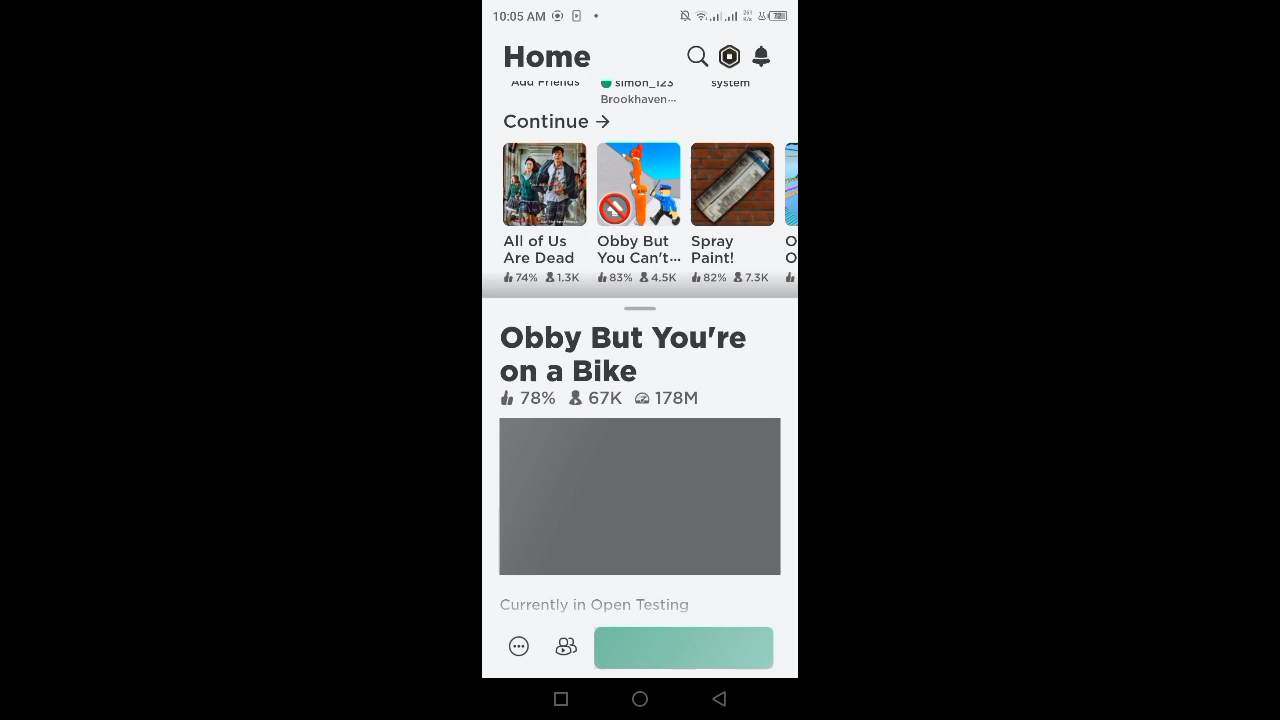 10:05 AM
261
K/s
72
Home
Add Friends
simon_123
system
Brookhaven...
Continue →
All of Us
Are Dead
Obby But
You Can't...
Spray
Paint!
O
O
74% 1.3K
83% 4.5K
82% 7.3K
Obby But You're
on a Bike
78% 67K 178M
Currently in Open Testing